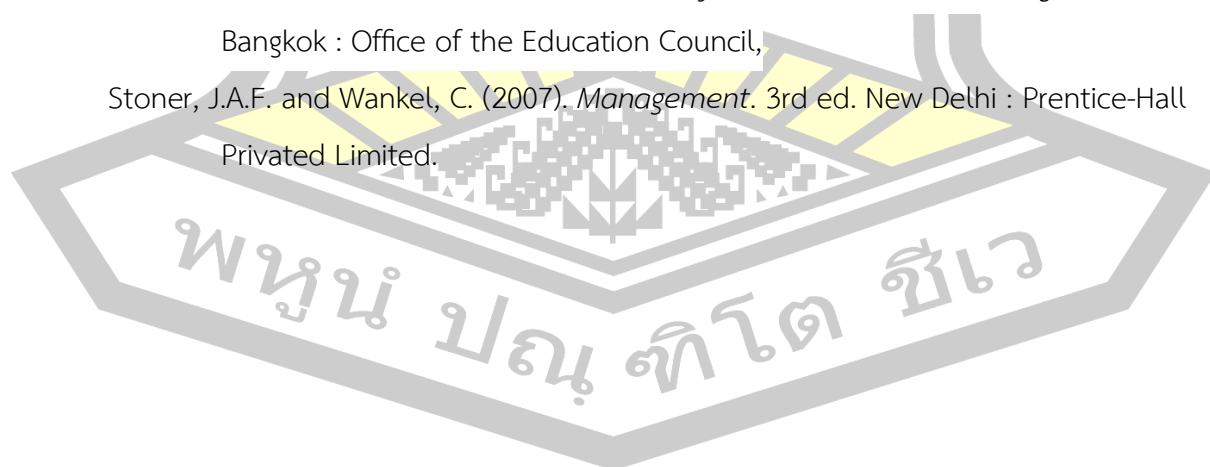 Bangkok : Office of the Education Council,
Stoner, J.A.F. and Wankel, C. (2007). Management. 3rd ed. New Delhi : Prentice-Hall
Privated Limited.
พหูนํ ปณฺฑิโต ชีเว